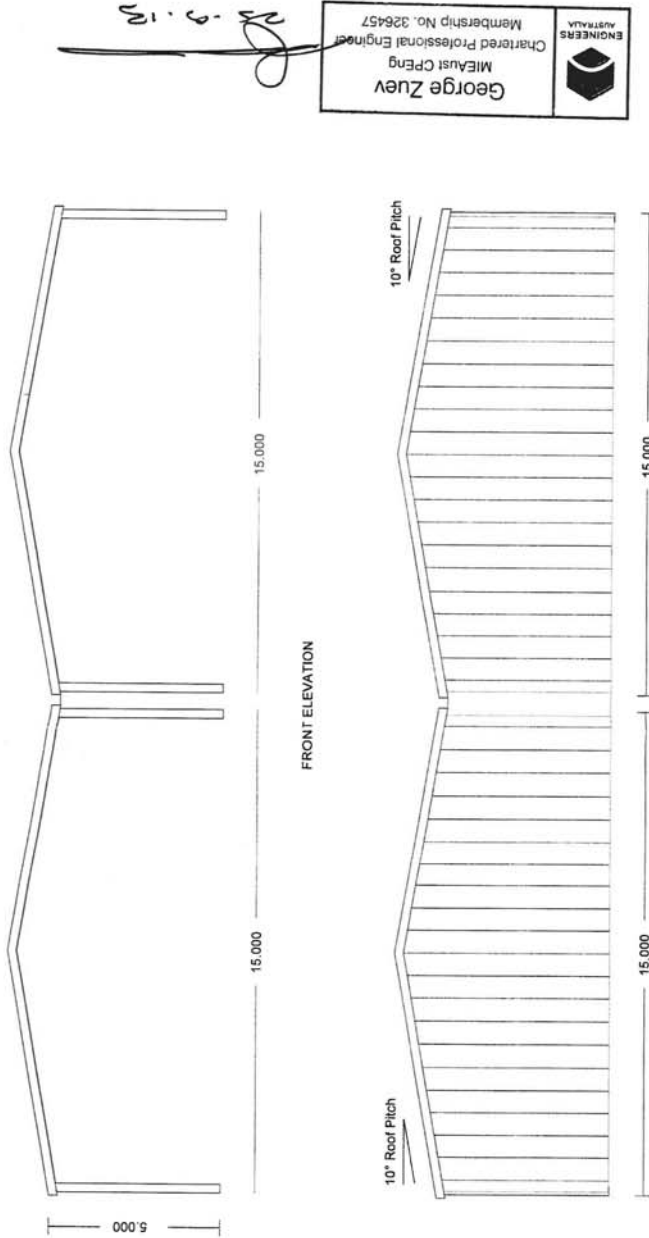 5.000
15.000
15.000
FRONT ELEVATION
10° Roof Pitch
10° Roof Pitch
15.000
15.000
ENGINEERS
AUSTRALIA
George Zuev
MIEAust CPEng
Chartered Professional Engineer
Membership No. 326457